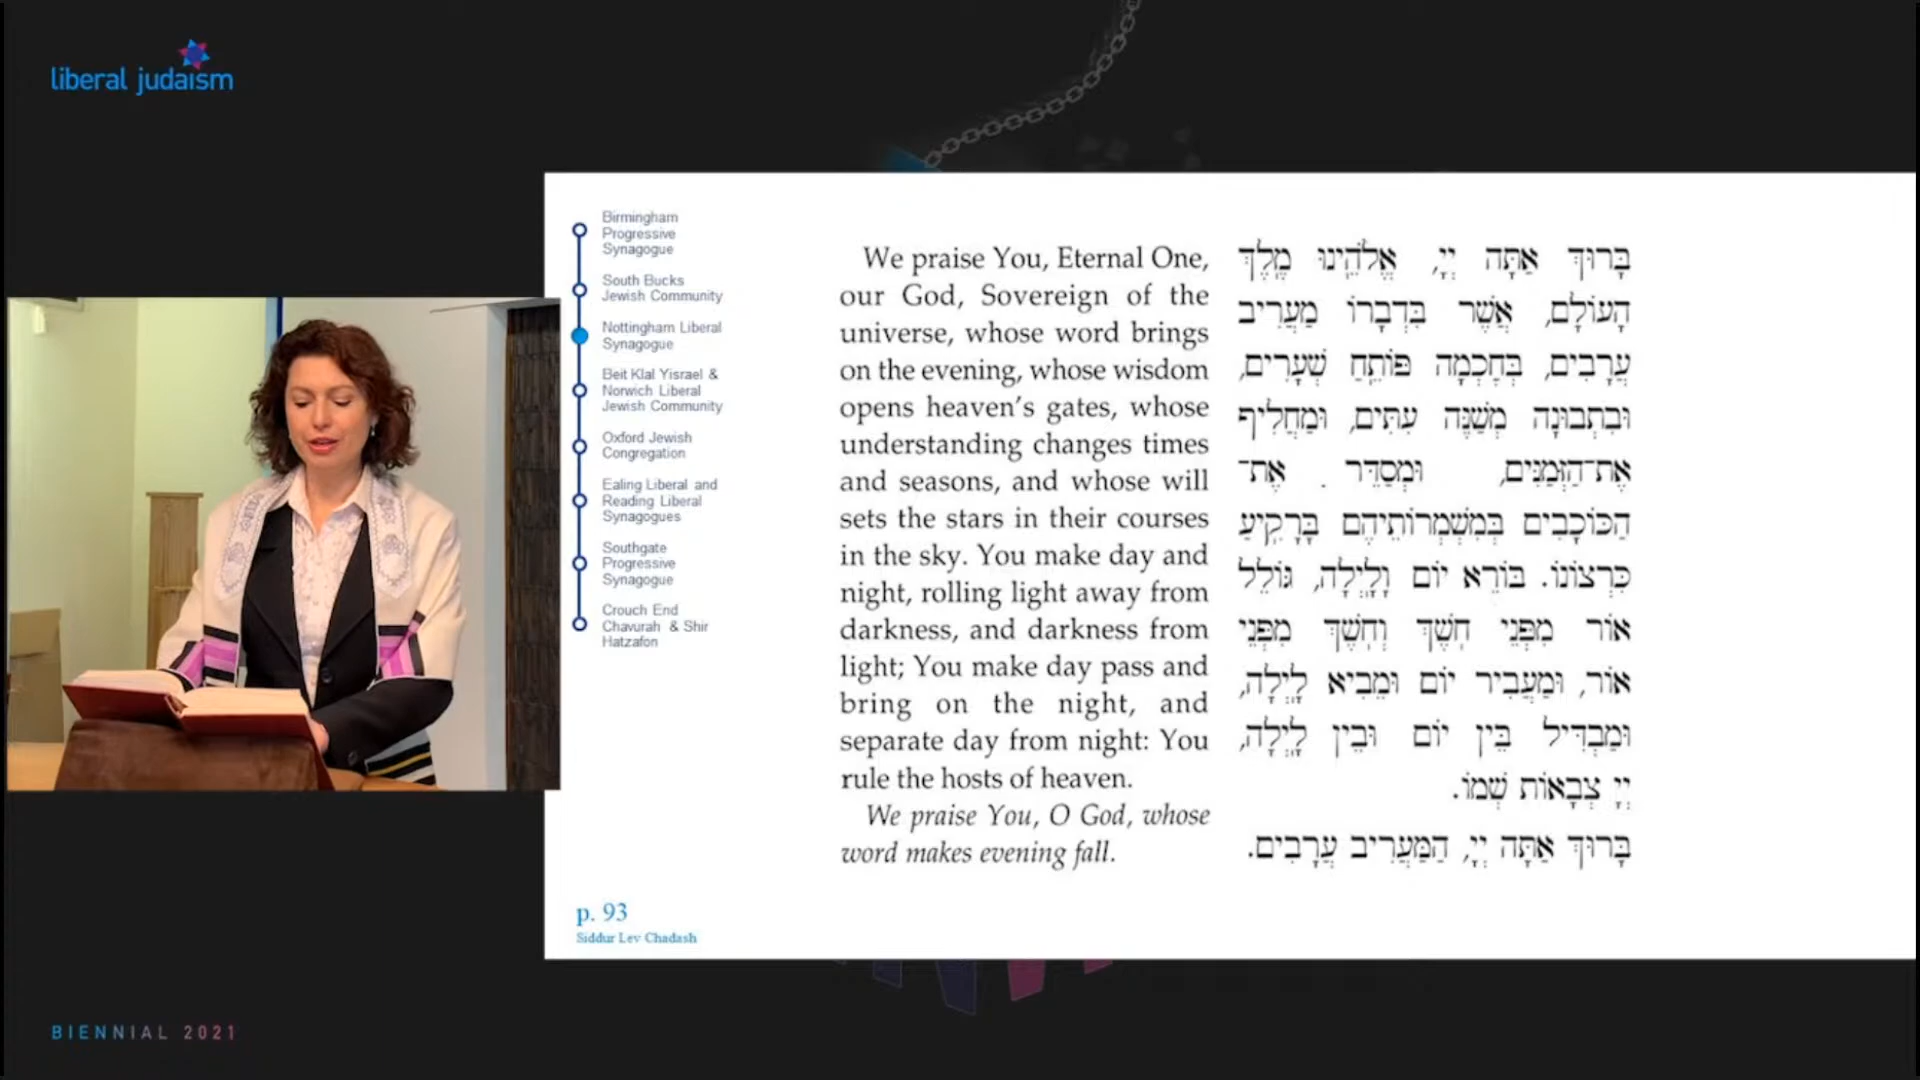 liberal judaism
Birmingham
Progressive
Synagogue
South Bucks
Jewish Community
Nottingham Liberal
Synagogue
Beit Klal Yisrael &
Norwich Liberal
Jewish Community
Oxford Jewish
Congregation
Ealing Liberal and
Reading Liberal
Synagogues
Southgate
Progressive
Synagogue
Crouch End
Chavurah & Shir
Hatzafon
We praise You, Eternal One,
our God, Sovereign of the
universe, whose word brings
on the evening, whose wisdom
opens heaven's gates, whose
understanding changes times
and seasons, and whose will
sets the stars in their courses
in the sky. You make day and
night, rolling light away from
darkness, and darkness from
light; You make day pass and
bring on the night, and
separate day from night: You
rule the hosts of heaven.
We praise You, O God, whose
word makes evening fall.
בָּרוּךְ אַתָּה יְיָ, אֱלֹהֵֽינוּ מֶֽלֶךְ
הָעוֹלָם, אֲשֶׁר בִּדְבָרוֹ מַעֲרִיב
עֲרָבִים, בְּחָכְמָה פּוֹתֵֽחַ שְׁעָרִים,
וּבִתְבוּנָה מְשַׁנֶּה עִתִּים, וּמַחֲלִיף
אֶת־הַזְּמַנִּים, וּמְסַדֵּר אֶת־
הַכּוֹכָבִים בְּמִשְׁמְרוֹתֵיהֶם בָּרָקִֽיעַ
כִּרְצוֹנוֹ. בּוֹרֵא יוֹם וָלָֽיְלָה, גּוֹלֵל
אוֹר מִפְּנֵי חֹֽשֶׁךְ וְחֹֽשֶׁךְ מִפְּנֵי
אוֹר, וּמַעֲבִיר יוֹם וּמֵבִיא לָֽיְלָה,
וּמַבְדִּיל בֵּין יוֹם וּבֵין לָֽיְלָה,
יְיָ צְבָאוֹת שְׁמוֹ.
בָּרוּךְ אַתָּה יְיָ, הַמַּעֲרִיב עֲרָבִים.
p. 93
Siddur Lev Chadash
BIENNIAL 2021